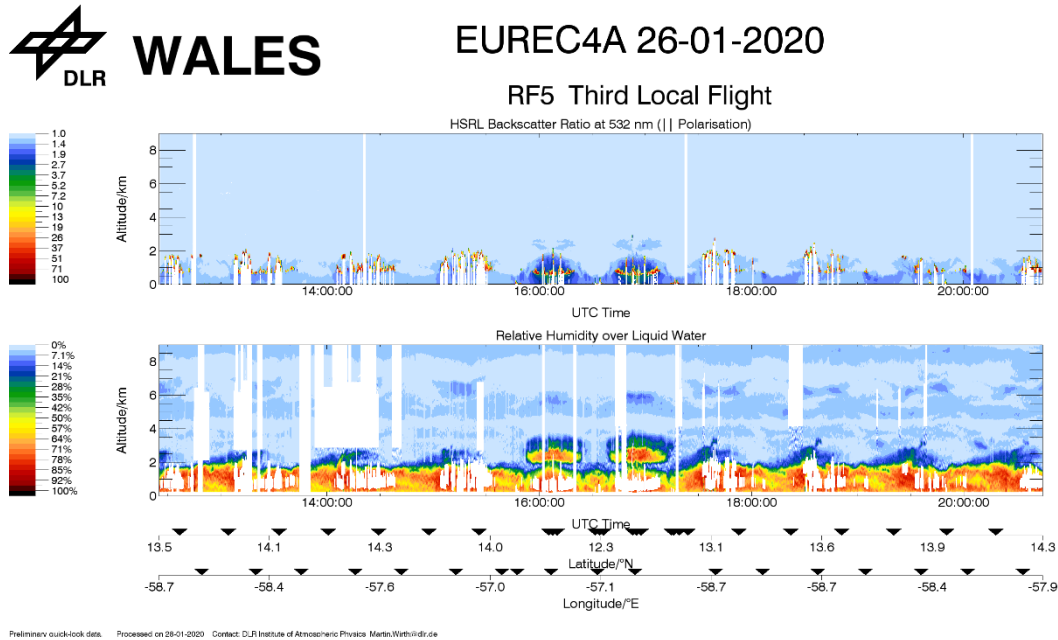 DLR
WALES
EUREC4A 26-01-2020
RF5 Third Local Flight
HSRL Backscatter Ratio at 532 nm (|| Polarisation)
1.0
1.4
1.9
2.7
3.7
5.2
7.2
10
13
19
26
37
51
71
100
Altitude/km
8
6
4
2
0
14:00:00 16:00:00 18:00:00 20:00:00
UTC Time
Relative Humidity over Liquid Water
0%
7.1%
14%
21%
28%
35%
42%
50%
57%
64%
71%
78%
85%
92%
100%
Altitude/km
8
6
4
2
0
14:00:00 16:00:00 18:00:00 20:00:00
UTC Time
13.5 14.1 14.3 14.0 12.3 13.1 13.6 13.9 14.3
Latitude/°N
-58.7 -58.4 -57.6 -57.0 -57.1 -58.7 -58.7 -58.4 -57.9
Longitude/°E
Preliminary quick-look data. Processed on 28-01-2020 Contact: DLR Institute of Atmospheric Physics Martin.Wirth@dlr.de